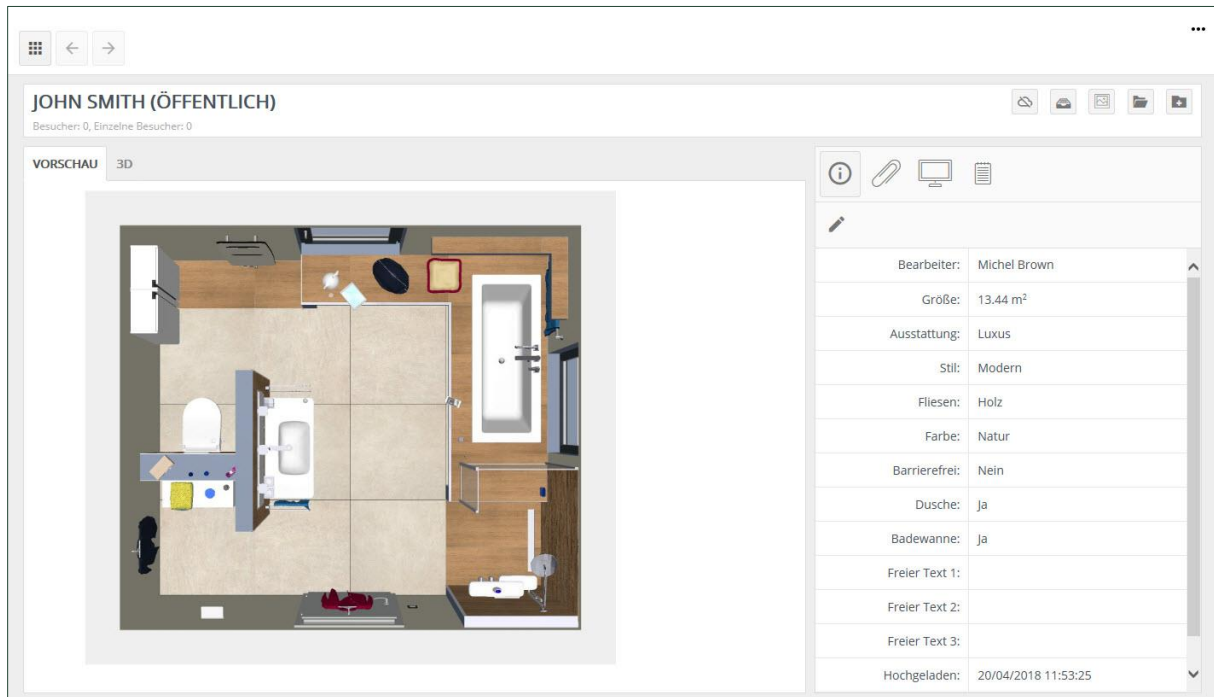 JOHN SMITH (ÖFFENTLICH)
Besucher: 0, Einzelne Besucher: 0
VORSCHAU 3D
Bearbeiter: Michel Brown
Größe: 13.44 m²
Ausstattung: Luxus
Stil: Modern
Fliesen: Holz
Farbe: Natur
Barrierefrei: Nein
Dusche: Ja
Badewanne: Ja
Freier Text 1:
Freier Text 2:
Freier Text 3:
Hochgeladen: 20/04/2018 11:53:25